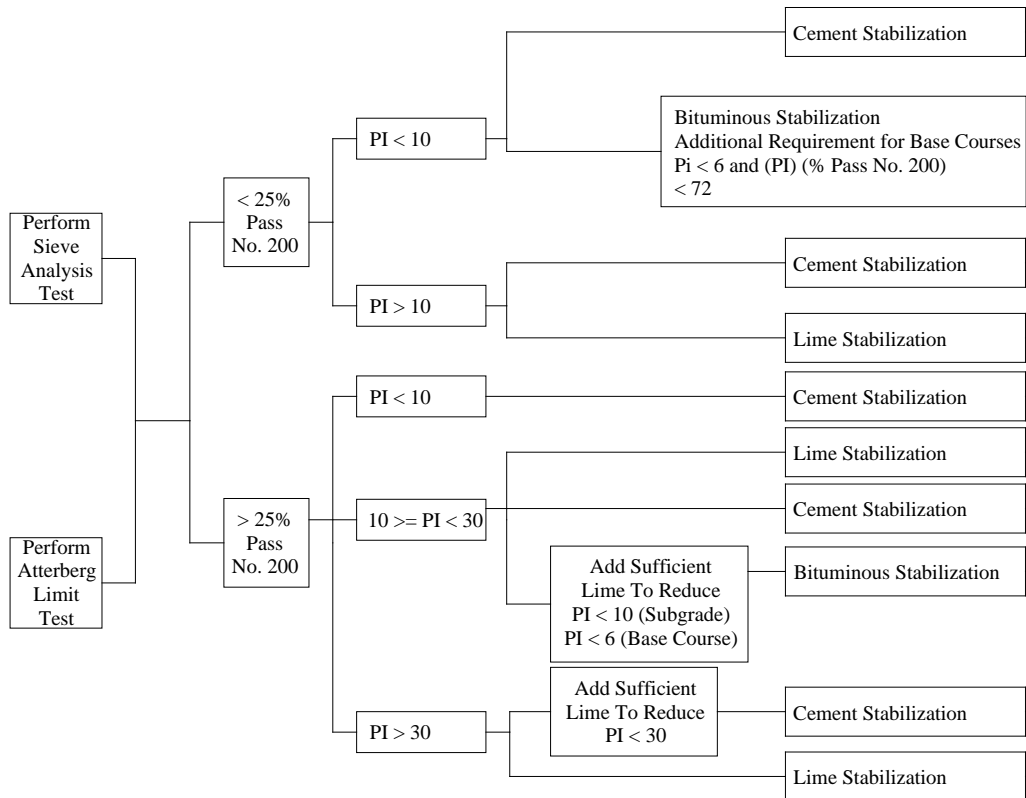 Perform
Sieve
Analysis
Test
Perform
Atterberg
Limit
Test
< 25%
Pass
No. 200
> 25%
Pass
No. 200
PI < 10
PI > 10
PI < 10
10 >= PI < 30
PI > 30
Add Sufficient
Lime To Reduce
PI < 10 (Subgrade)
PI < 6 (Base Course)
Add Sufficient
Lime To Reduce
PI < 30
Cement Stabilization
Bituminous Stabilization
Additional Requirement for Base Courses
Pi < 6 and (PI) (% Pass No. 200)
< 72
Cement Stabilization
Lime Stabilization
Cement Stabilization
Lime Stabilization
Cement Stabilization
Bituminous Stabilization
Cement Stabilization
Lime Stabilization